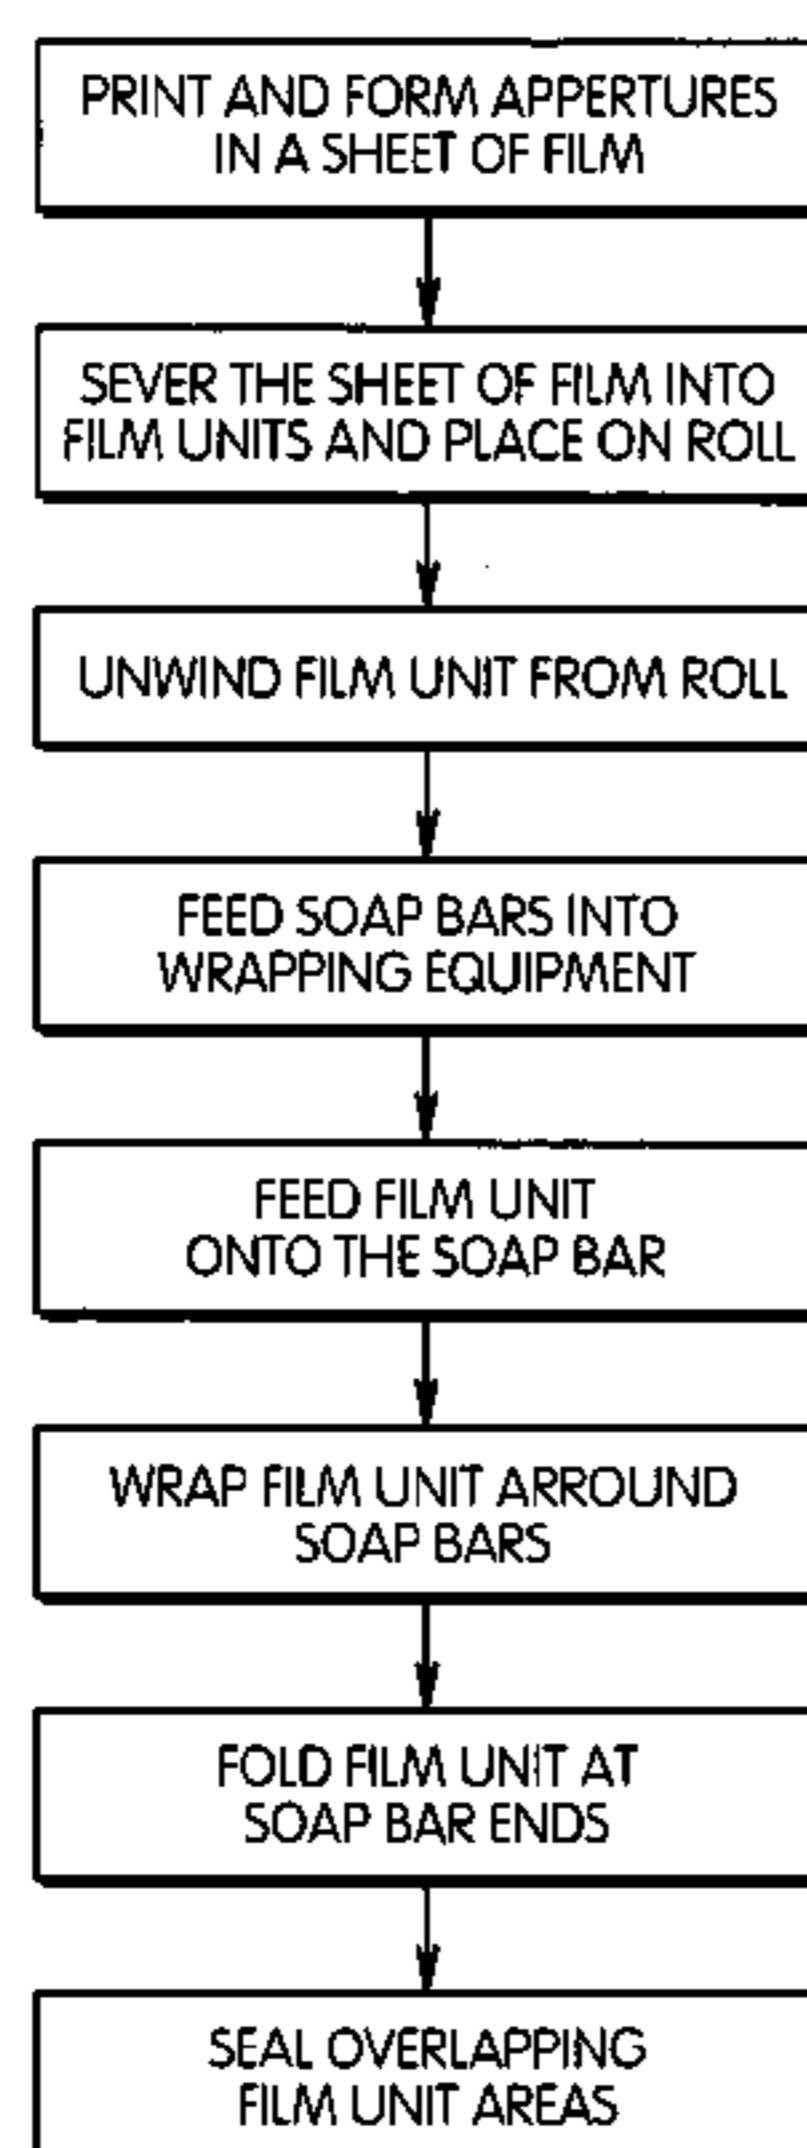 PRINT AND FORM APPERTURES
IN A SHEET OF FILM
SEVER THE SHEET OF FILM INTO
FILM UNITS AND PLACE ON ROLL
UNWIND FILM UNIT FROM ROLL
FEED SOAP BARS INTO
WRAPPING EQUIPMENT
FEED FILM UNIT
ONTO THE SOAP BAR
WRAP FILM UNIT ARROUND
SOAP BARS
FOLD FILM UNIT AT
SOAP BAR ENDS
SEAL OVERLAPPING
FILM UNIT AREAS